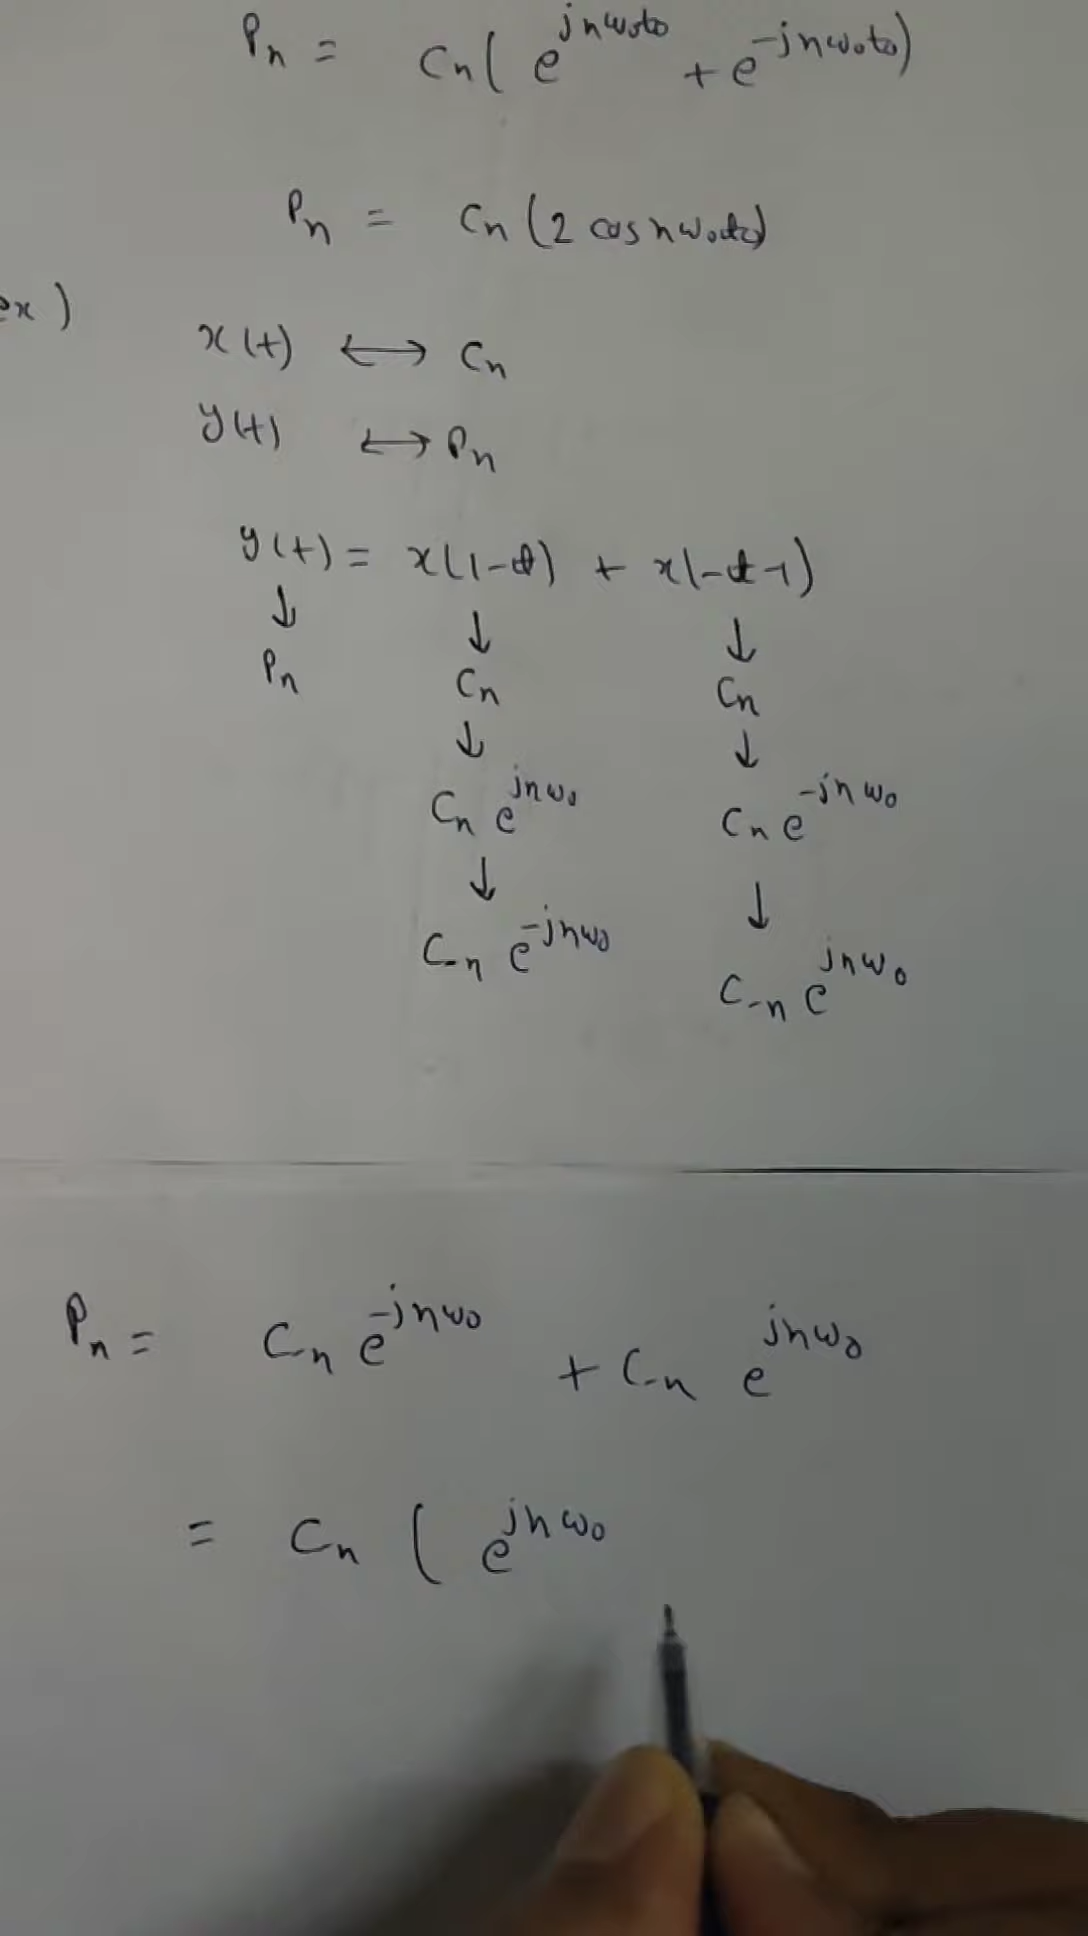 Pn = Cn( e^{jnω₀t₀} + e^{-jnω₀t₀})
Pn = Cn (2 cos nω₀t₀)
ex)
x(t) ↔ Cn
y(t) ↔ Pn
y(t) = x(1-t) + x(-t-1)
↓ ↓ ↓
Pn Cn Cn
↓ ↓
Cn e^{jnω₀} Cn e^{-jnω₀}
↓ ↓
C-n e^{-jnω₀} C-n e^{jnω₀}
Pn = C-n e^{-jnω₀} + C-n e^{jnω₀}
= C-n ( e^{jnω₀}